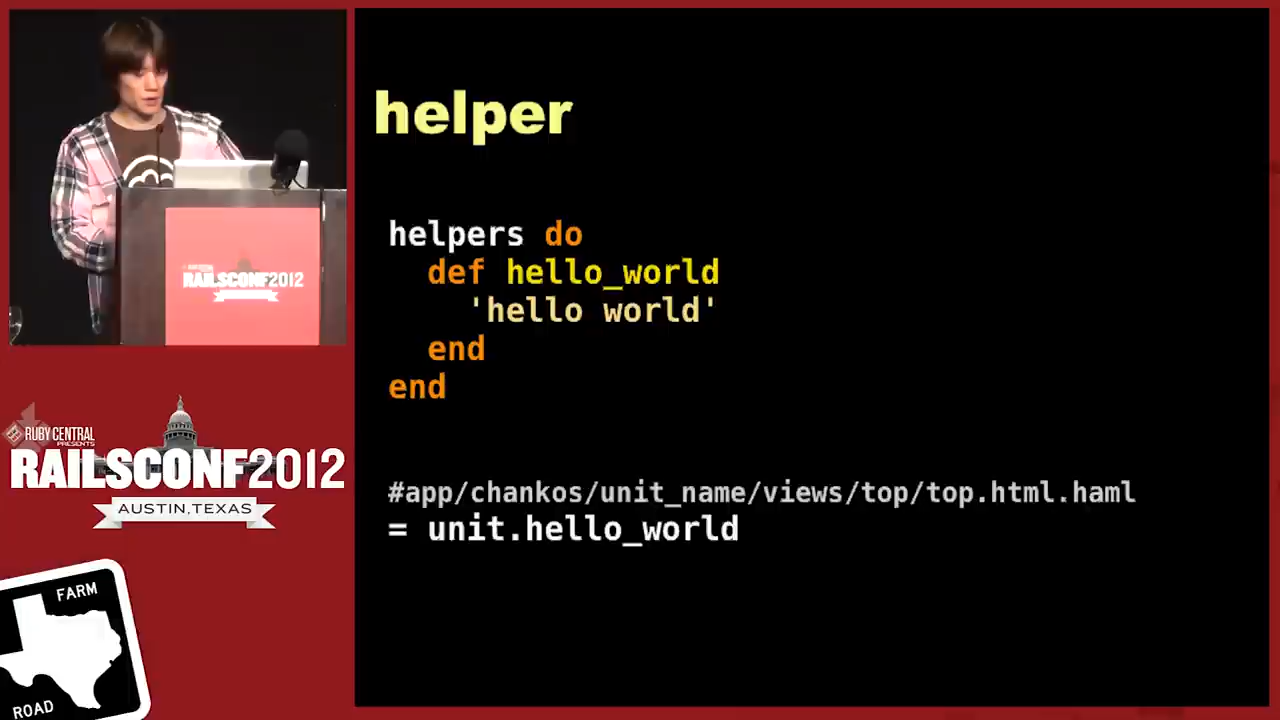 helper
helpers do
def hello_world
'hello world'
end
end
#app/chankos/unit_name/views/top/top.html.haml
= unit.hello_world
RAILSCONF2012
RUBY CENTRAL
PRESENTS
RAILSCONF2012
AUSTIN, TEXAS
FARM
ROAD